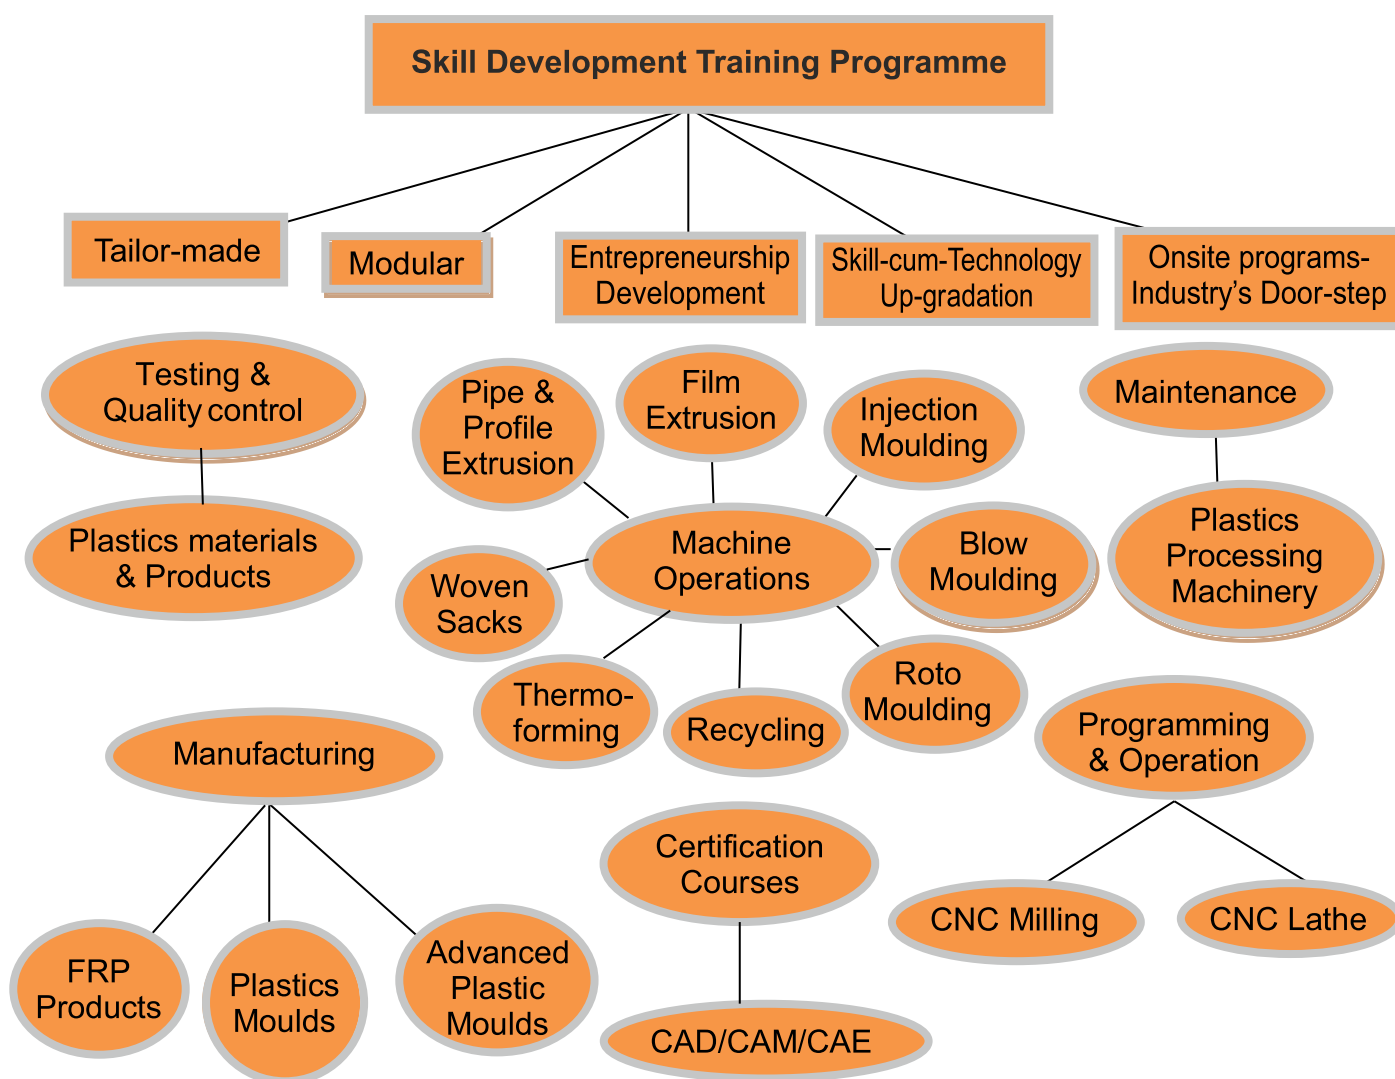 Skill Development Training Programme
Tailor-made
Modular
Entrepreneurship
Development
Skill-cum-Technology
Up-gradation
Onsite programs-
Industry’s Door-step
Testing &
Quality control
Plastics materials
& Products
Pipe &
Profile
Extrusion
Film
Extrusion
Injection
Moulding
Machine
Operations
Blow
Moulding
Woven
Sacks
Thermo-
forming
Recycling
Roto
Moulding
Maintenance
Plastics
Processing
Machinery
Manufacturing
FRP
Products
Plastics
Moulds
Advanced
Plastic
Moulds
Certification
Courses
CAD/CAM/CAE
Programming
& Operation
CNC Milling
CNC Lathe